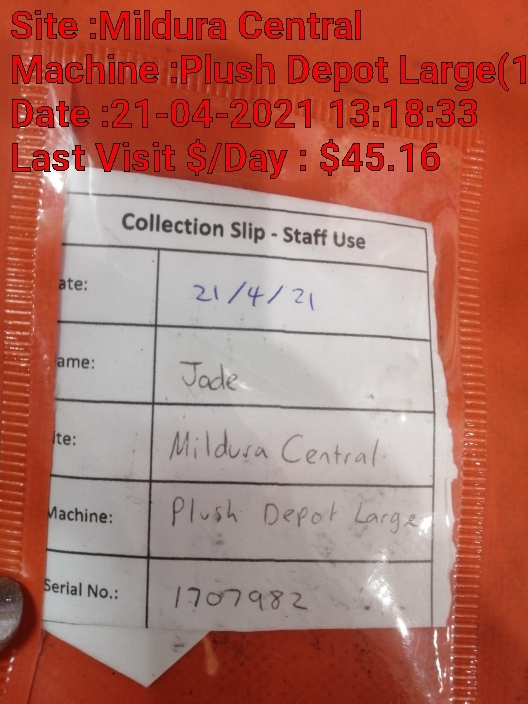 Site :Mildura Central
Machine :Plush Depot Large(1
Date :21-04-2021 13:18:33
Last Visit $/Day : $45.16
Collection Slip - Staff Use
ate: 21/4/21
ame: Jade
ite: Mildura Central.
Machine: Plush Depot Large
Serial No.: 1707982